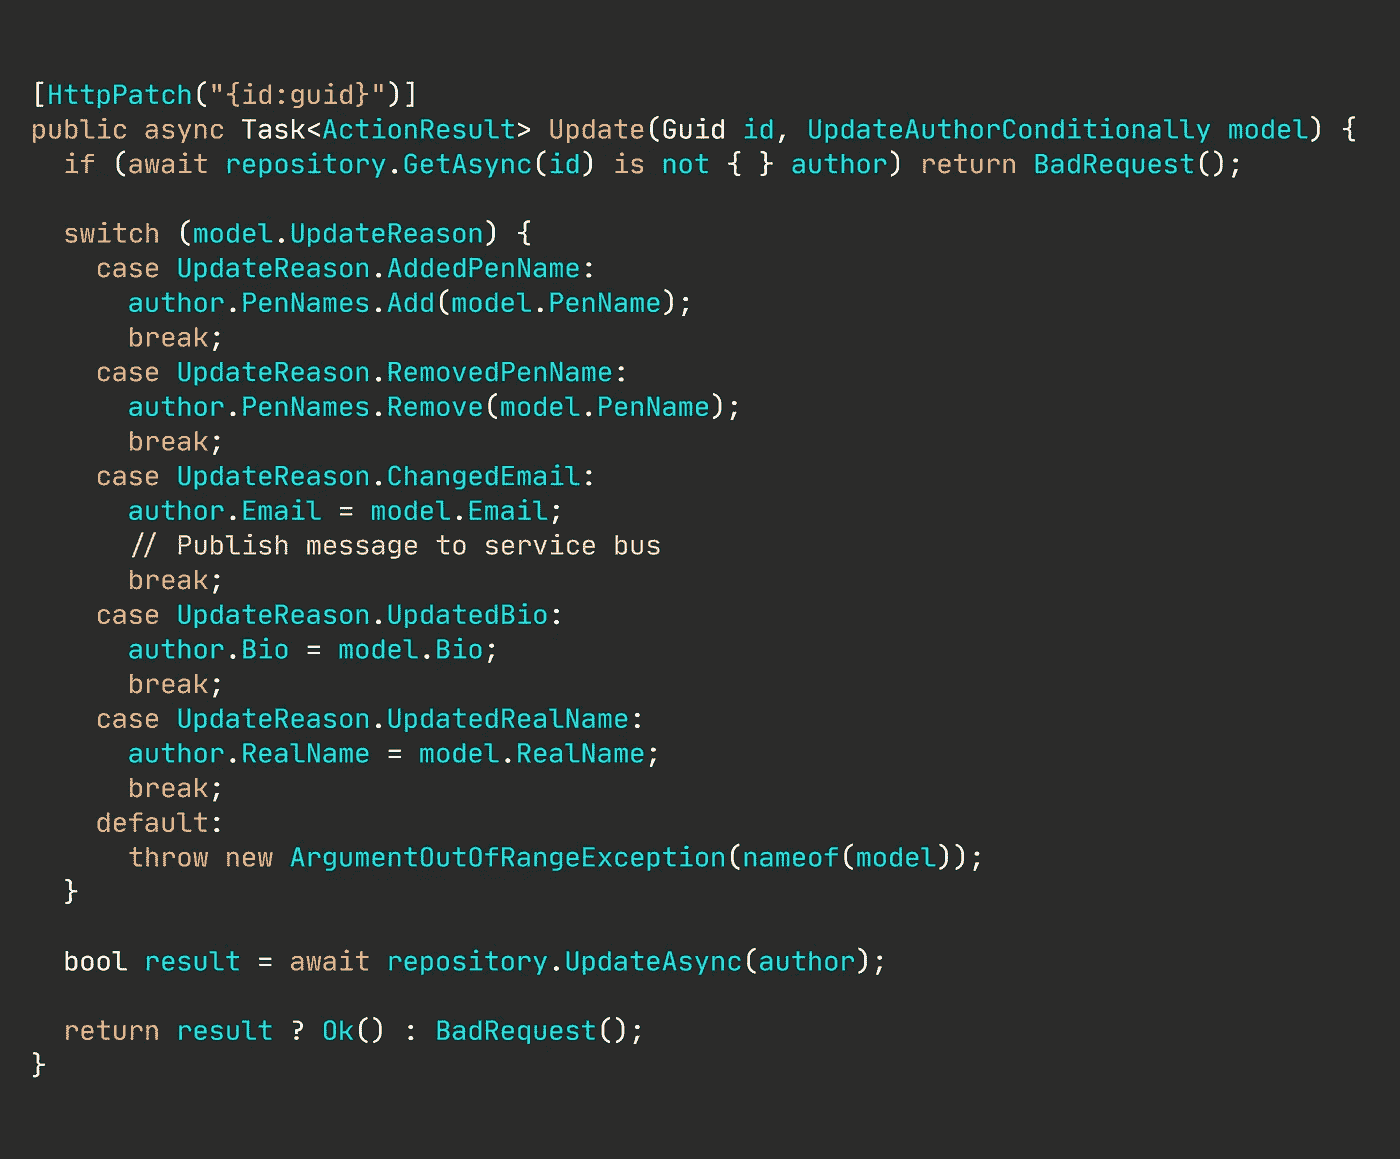 [HttpPatch("{id:guid}")]
public async Task<ActionResult> Update(Guid id, UpdateAuthorConditionally model) {
  if (await repository.GetAsync(id) is not { } author) return BadRequest();

  switch (model.UpdateReason) {
    case UpdateReason.AddedPenName:
      author.PenNames.Add(model.PenName);
      break;
    case UpdateReason.RemovedPenName:
      author.PenNames.Remove(model.PenName);
      break;
    case UpdateReason.ChangedEmail:
      author.Email = model.Email;
      // Publish message to service bus
      break;
    case UpdateReason.UpdatedBio:
      author.Bio = model.Bio;
      break;
    case UpdateReason.UpdatedRealName:
      author.RealName = model.RealName;
      break;
    default:
      throw new ArgumentOutOfRangeException(nameof(model));
  }

  bool result = await repository.UpdateAsync(author);

  return result ? Ok() : BadRequest();
}